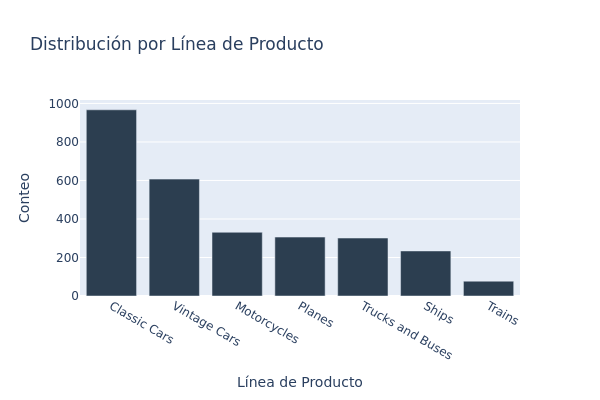 Distribución por Línea de Producto
Conteo
1000
800
600
400
200
0
Classic Cars
Vintage Cars
Motorcycles
Planes
Trucks and Buses
Ships
Trains
Línea de Producto